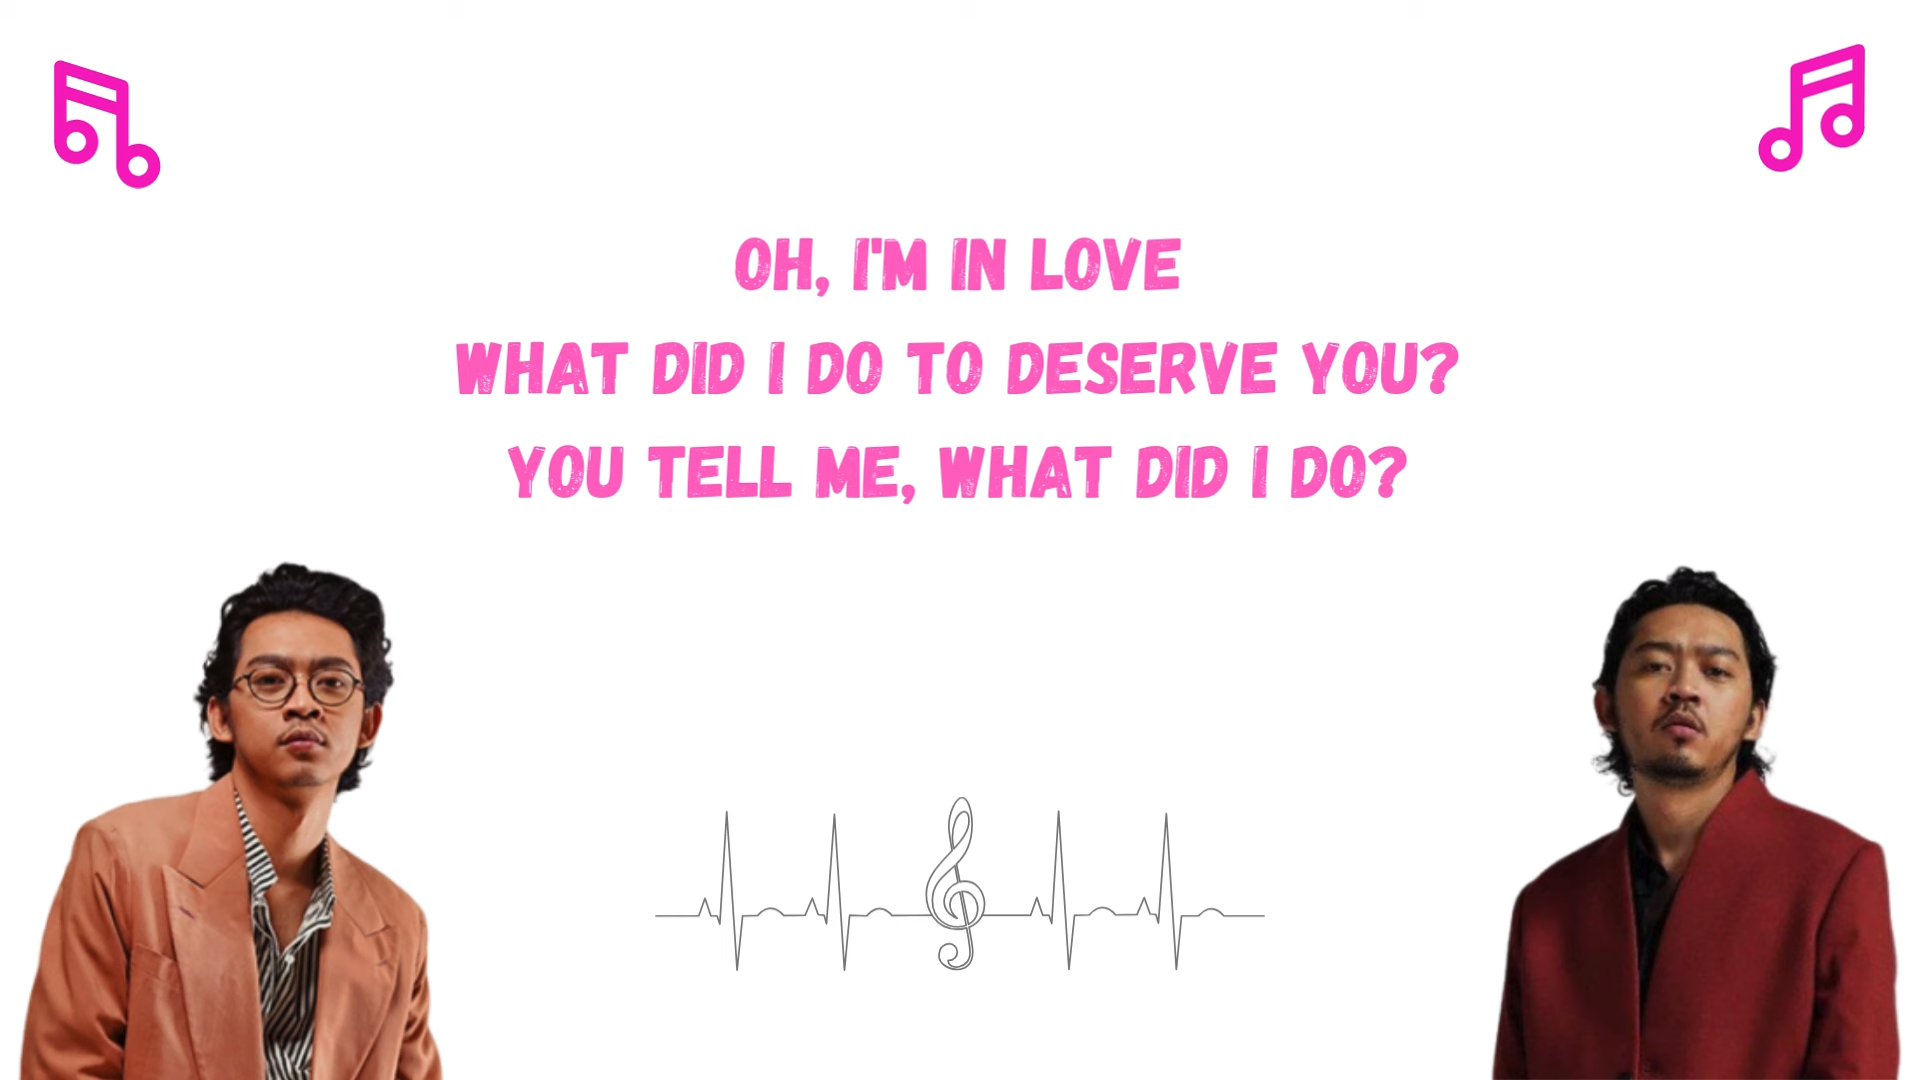 OH, I'M IN LOVE
WHAT DID I DO TO DESERVE YOU?
YOU TELL ME, WHAT DID I DO?